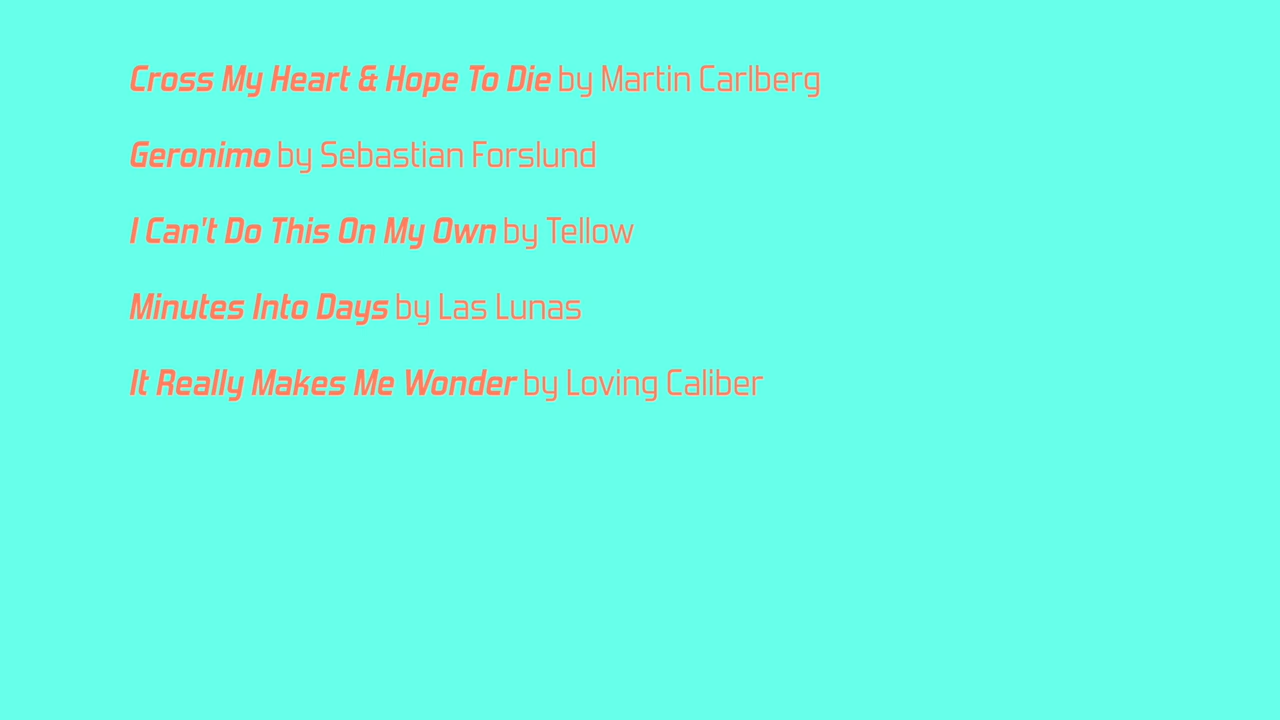 Cross My Heart & Hope To Die by Martin Carlberg
Geronimo by Sebastian Forslund
I Can't Do This On My Own by Tellow
Minutes Into Days by Las Lunas
It Really Makes Me Wonder by Loving Caliber